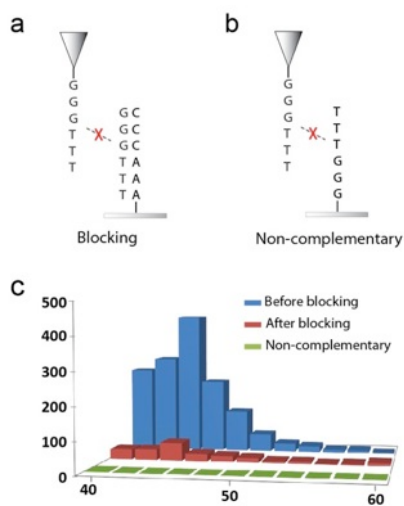 a
G
G
G
T
T
T
X
G C
G C
G C
T A
T A
T A
Blocking
b
G
G
G
T
T
T
X
T
T
T
G
G
G
Non-complementary
c
500
400
300
200
100
0
40
50
60
Before blocking
After blocking
Non-complementary